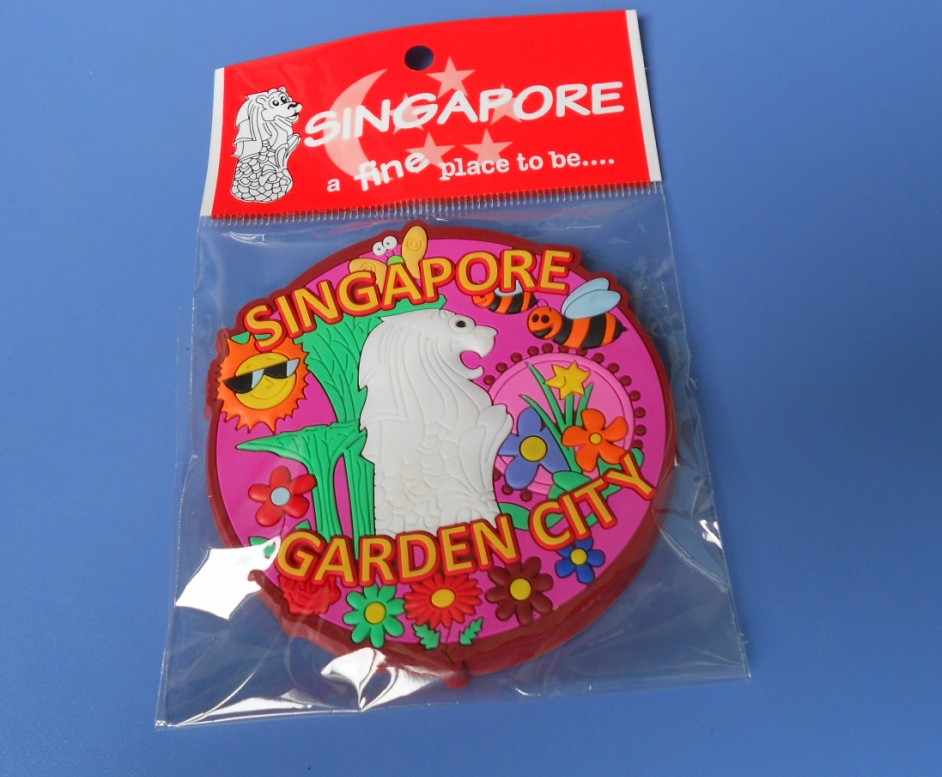 SINGAPORE
a fine place to be....
SINGAPORE
GARDEN CITY